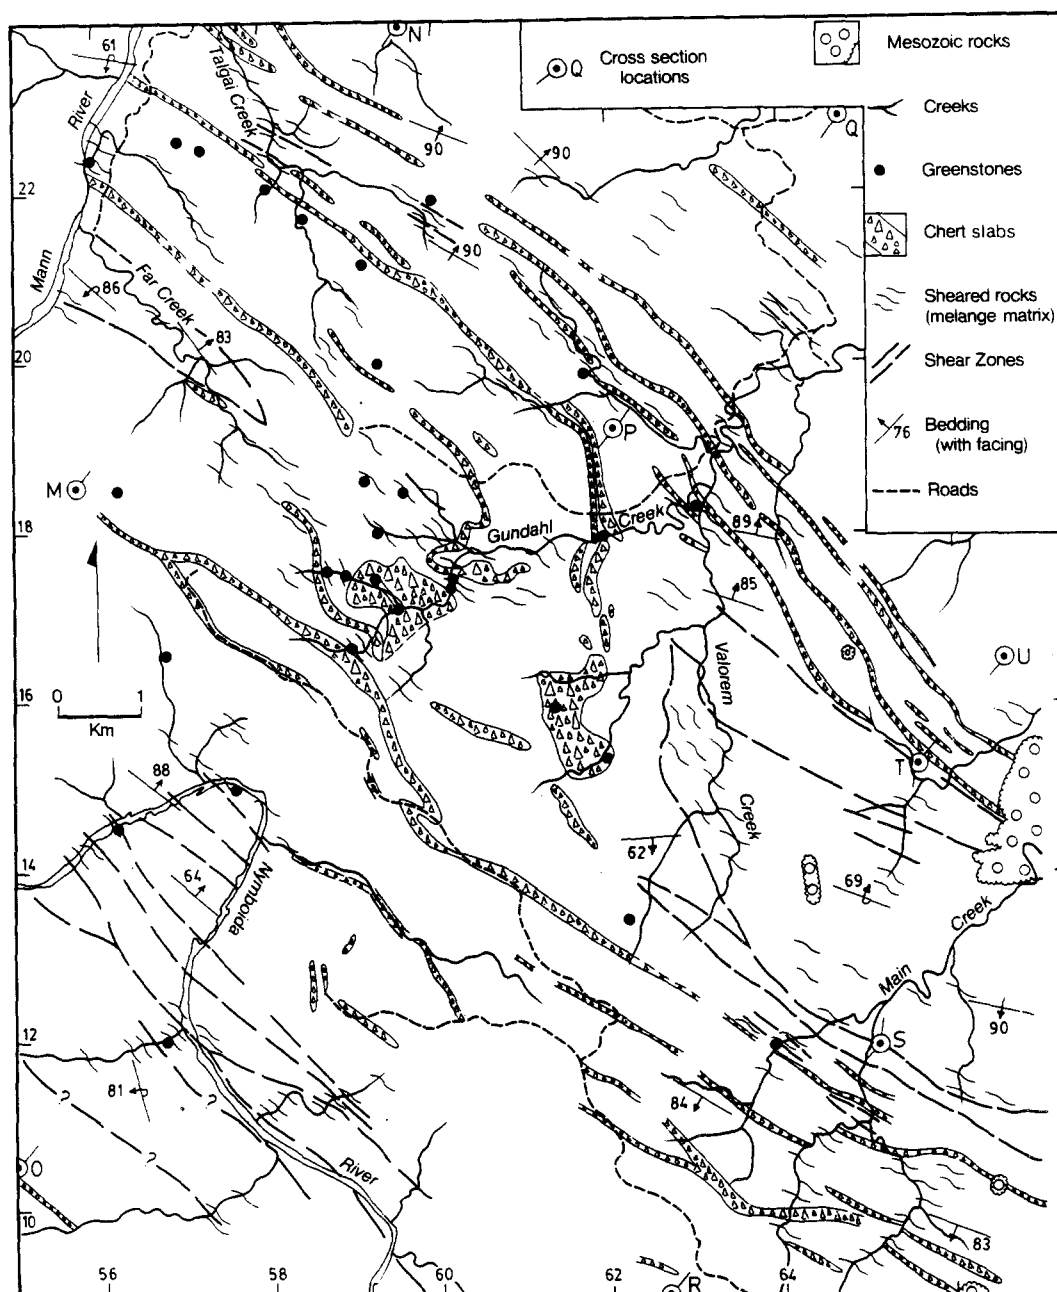 N
Q
Cross section
locations
Mesozoic rocks
Creeks
Greenstones
Chert slabs
Sheared rocks
(melange matrix)
Shear Zones
76
Bedding
(with facing)
Roads
61
River
Talgai Creek
90
90
Q
22
90
Mann
86
Far Creek
83
20
P
M
18
Gundahl
Creek
89
85
Valorem
U
16
0
1
Km
T
88
Creek
62
14
64
69
Nymboida
Creek
Main
90
12
S
81
?
?
84
?
O
River
10
83
56
58
60
62
R
64